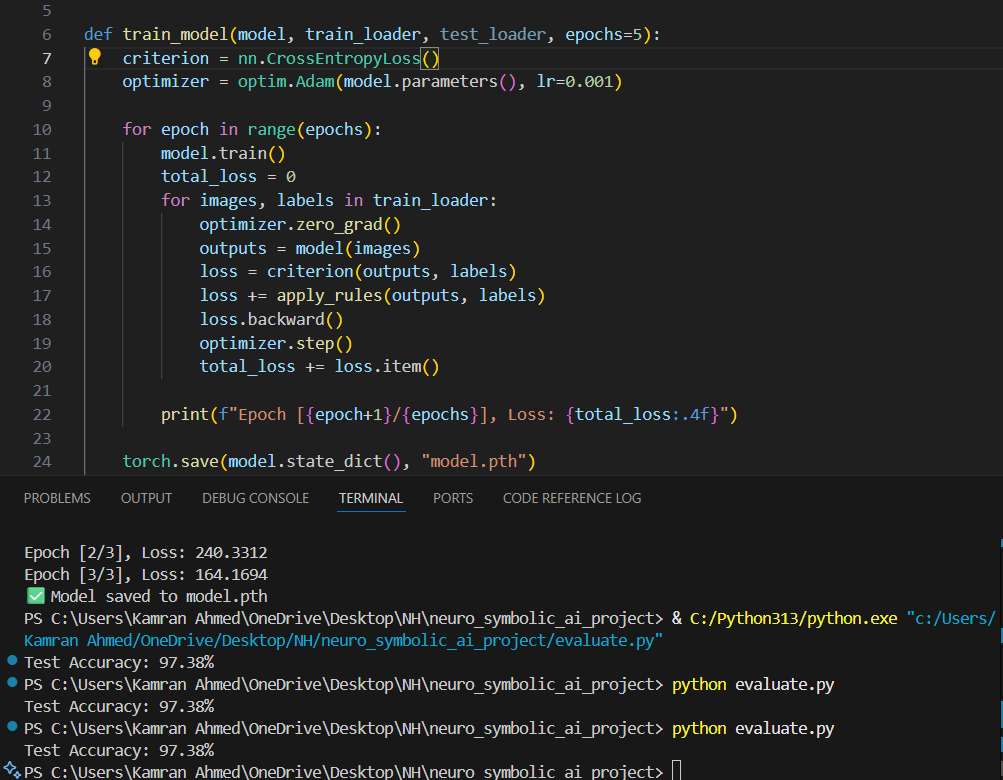 5
6 def train_model(model, train_loader, test_loader, epochs=5):
7 criterion = nn.CrossEntropyLoss()
8 optimizer = optim.Adam(model.parameters(), lr=0.001)
9
10 for epoch in range(epochs):
11 model.train()
12 total_loss = 0
13 for images, labels in train_loader:
14 optimizer.zero_grad()
15 outputs = model(images)
16 loss = criterion(outputs, labels)
17 loss += apply_rules(outputs, labels)
18 loss.backward()
19 optimizer.step()
20 total_loss += loss.item()
21
22 print(f"Epoch [{epoch+1}/{epochs}], Loss: {total_loss:.4f}")
23
24 torch.save(model.state_dict(), "model.pth")
PROBLEMS OUTPUT DEBUG CONSOLE TERMINAL PORTS CODE REFERENCE LOG
Epoch [2/3], Loss: 240.3312
Epoch [3/3], Loss: 164.1694
✅ Model saved to model.pth
PS C:\Users\Kamran Ahmed\OneDrive\Desktop\NH\neuro_symbolic_ai_project> & C:/Python313/python.exe "c:/Users/
Kamran Ahmed/OneDrive/Desktop/NH/neuro_symbolic_ai_project/evaluate.py"
Test Accuracy: 97.38%
PS C:\Users\Kamran Ahmed\OneDrive\Desktop\NH\neuro_symbolic_ai_project> python evaluate.py
Test Accuracy: 97.38%
PS C:\Users\Kamran Ahmed\OneDrive\Desktop\NH\neuro_symbolic_ai_project> python evaluate.py
Test Accuracy: 97.38%
PS C:\Users\Kamran Ahmed\OneDrive\Desktop\NH\neuro_symbolic_ai_project>